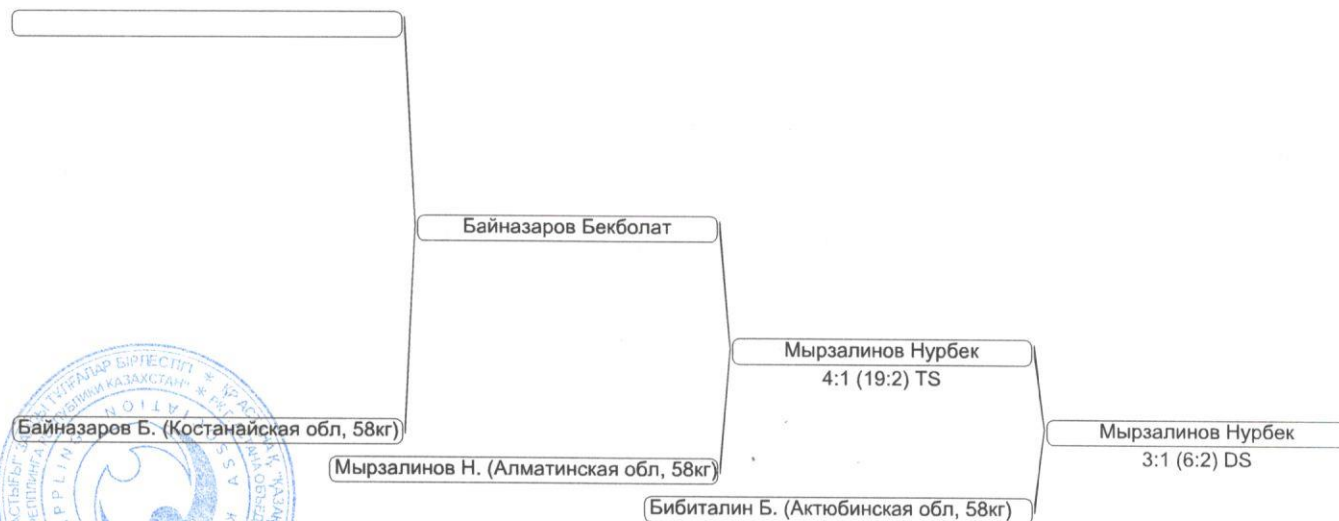 Байназаров Бекболат
Мырзалинов Нурбек
4:1 (19:2) TS
Байназаров Б. (Костанайская обл, 58кг)
Мырзалинов Нурбек
3:1 (6:2) DS
Мырзалинов Н. (Алматинская обл, 58кг)
Бибиталин Б. (Актюбинская обл, 58кг)